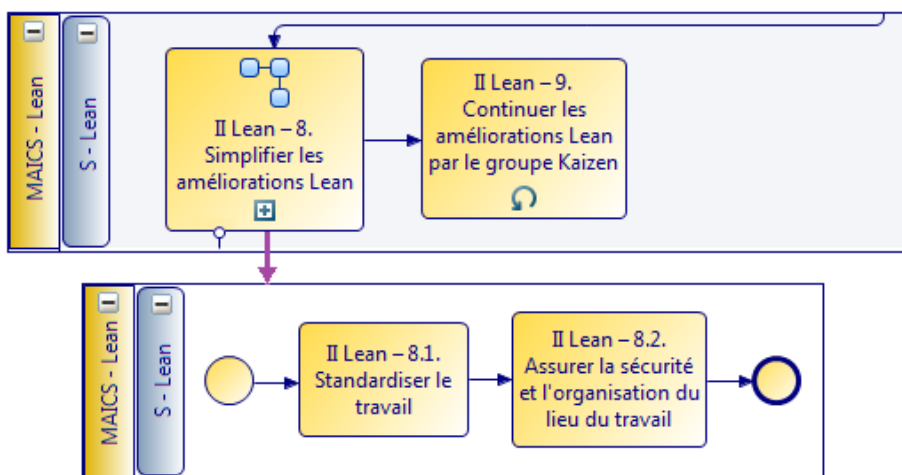 MAICS - Lean
S - Lean
II Lean – 8.
Simplifier les
améliorations Lean
II Lean – 9.
Continuer les
améliorations Lean
par le groupe Kaizen
MAICS - Lean
S - Lean
II Lean – 8.1.
Standardiser le
travail
II Lean – 8.2.
Assurer la sécurité
et l'organisation du
lieu du travail